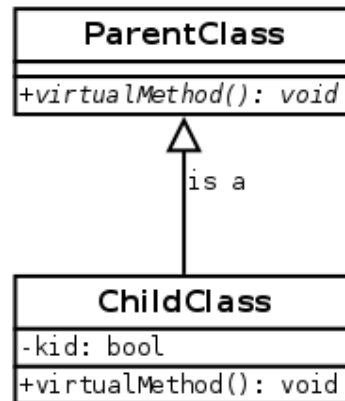 ParentClass
+virtualMethod(): void
is a
ChildClass
-kid: bool
+virtualMethod(): void